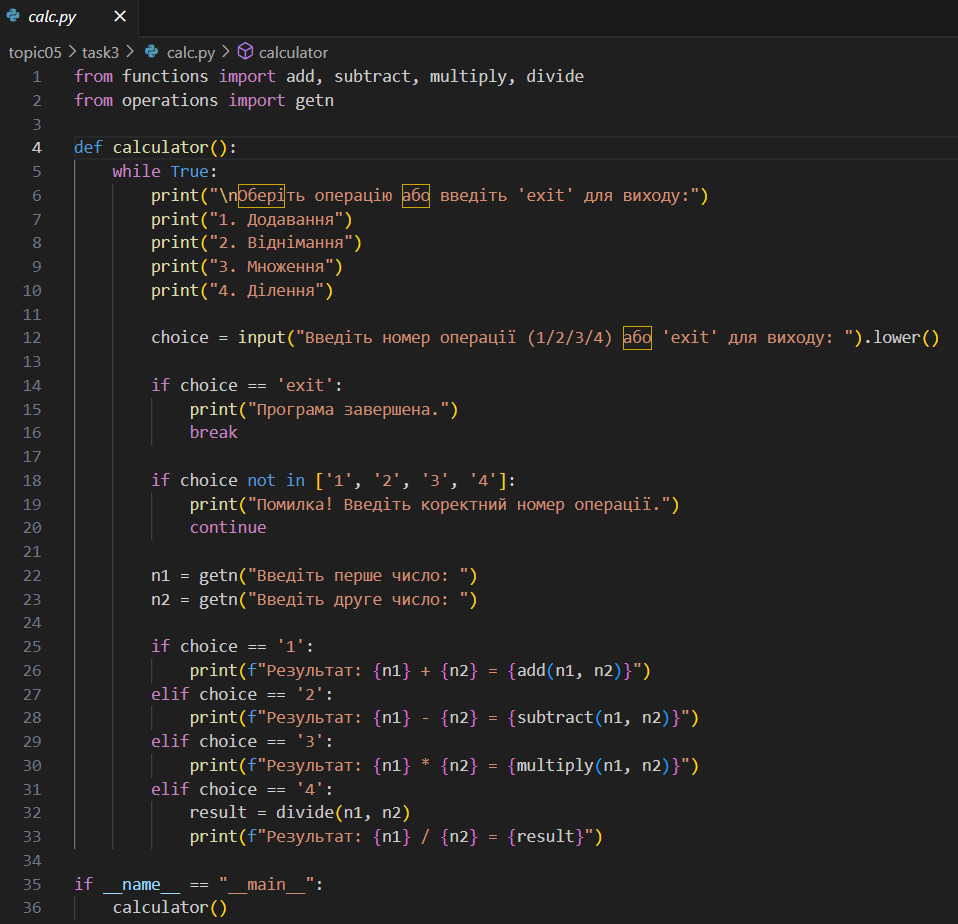 calc.py
topic05 > task3 > calc.py > calculator
1 from functions import add, subtract, multiply, divide
2 from operations import getn
3
4 def calculator():
5     while True:
6         print("\nОберіть операцію або введіть 'exit' для виходу:")
7         print("1. Додавання")
8         print("2. Віднімання")
9         print("3. Множення")
10         print("4. Ділення")
11
12         choice = input("Введіть номер операції (1/2/3/4) або 'exit' для виходу: ").lower()
13
14         if choice == 'exit':
15             print("Програма завершена.")
16             break
17
18         if choice not in ['1', '2', '3', '4']:
19             print("Помилка! Введіть коректний номер операції.")
20             continue
21
22         n1 = getn("Введіть перше число: ")
23         n2 = getn("Введіть друге число: ")
24
25         if choice == '1':
26             print(f"Результат: {n1} + {n2} = {add(n1, n2)}")
27         elif choice == '2':
28             print(f"Результат: {n1} - {n2} = {subtract(n1, n2)}")
29         elif choice == '3':
30             print(f"Результат: {n1} * {n2} = {multiply(n1, n2)}")
31         elif choice == '4':
32             result = divide(n1, n2)
33             print(f"Результат: {n1} / {n2} = {result}")
34
35 if __name__ == "__main__":
36     calculator()